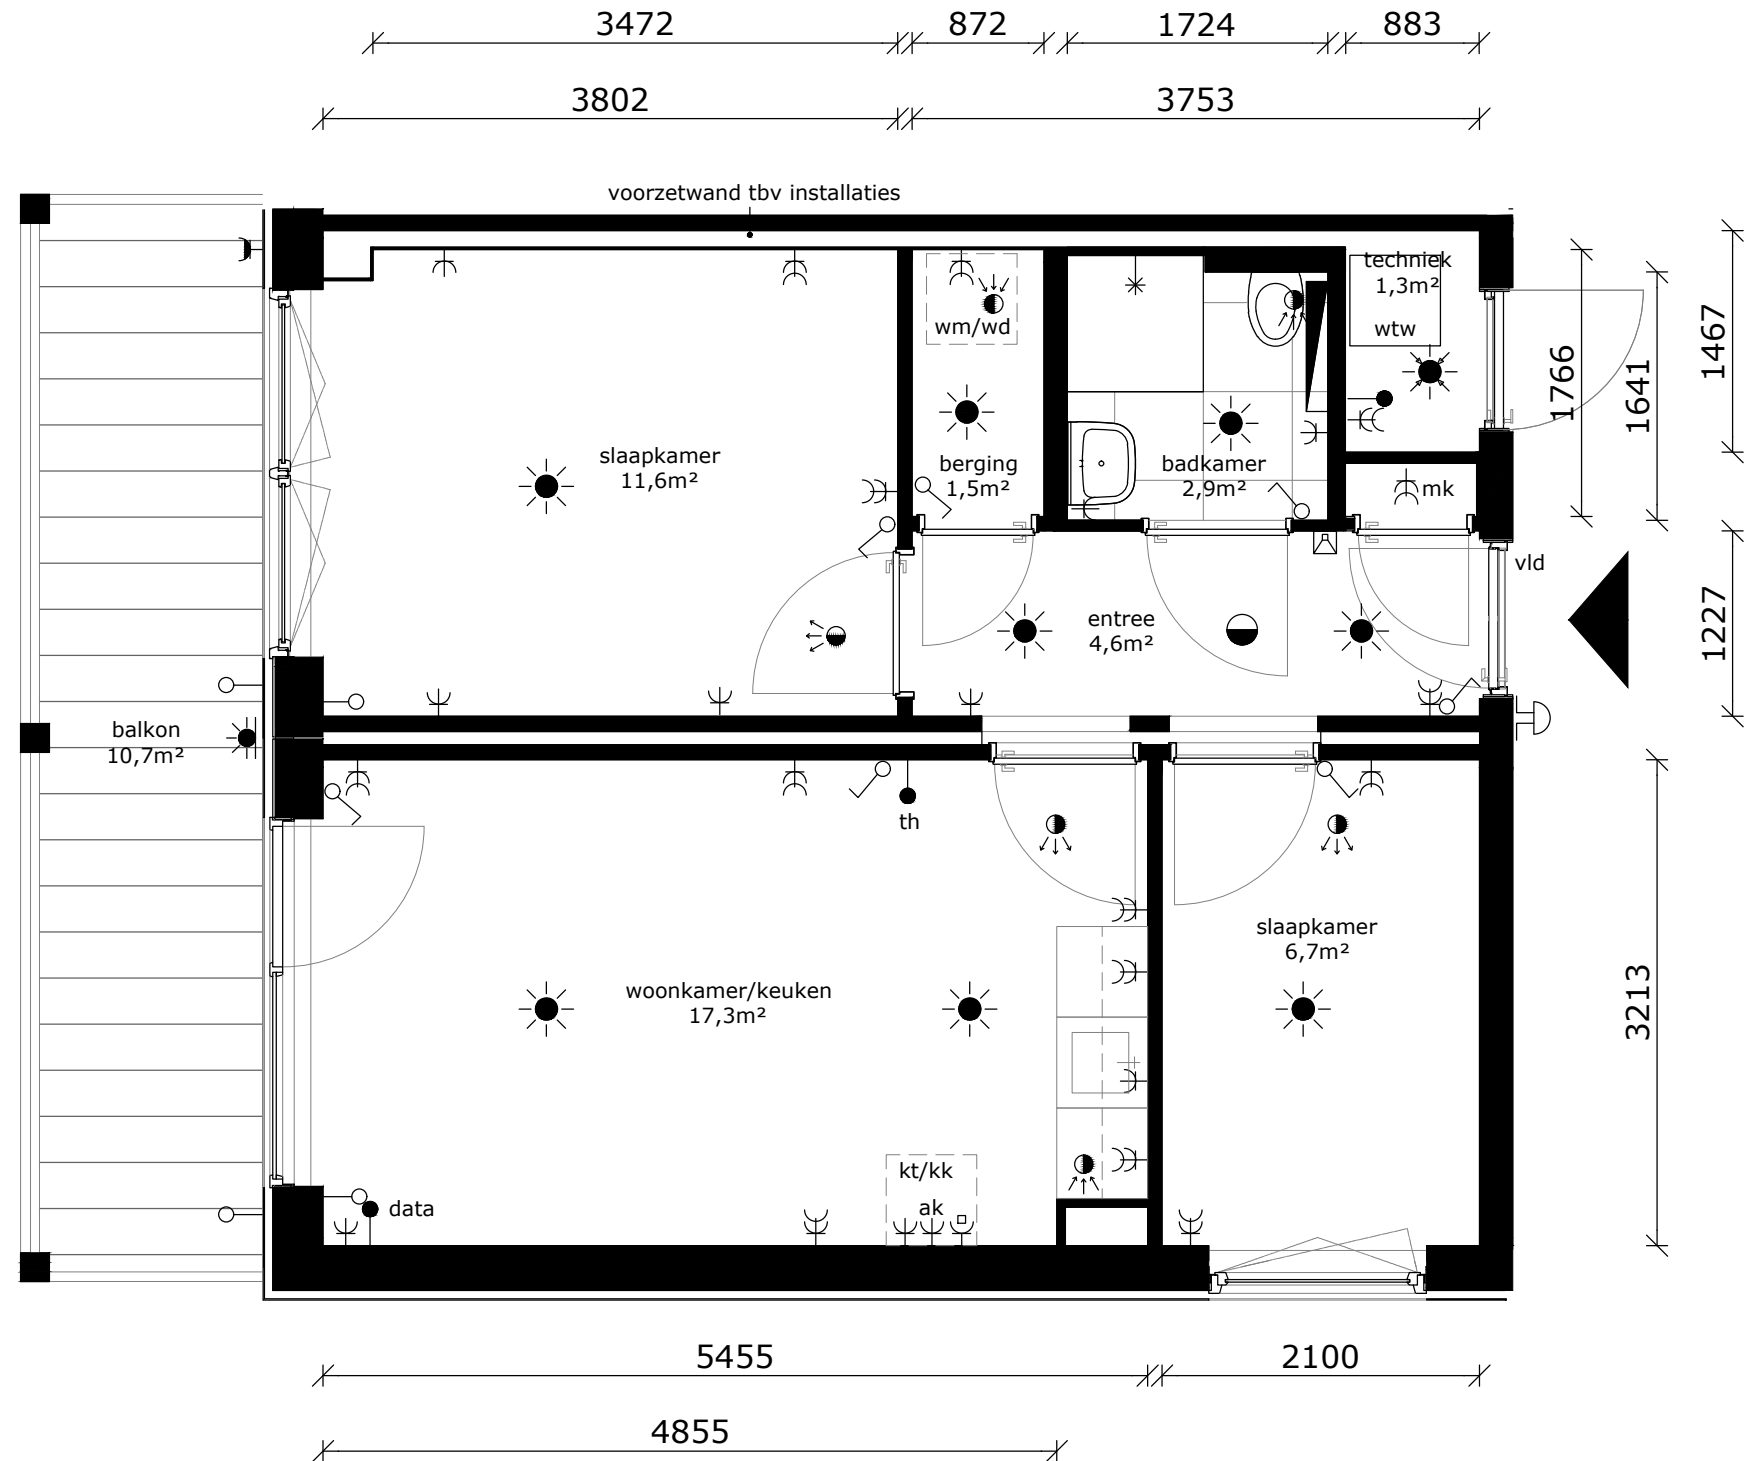 3472
872
1724
883
3802
3753
voorzetwand tbv installaties
techniek
1,3m²
wtw
wm/wd
1766
1641
1467
slaapkamer
11,6m²
berging
1,5m²
badkamer
2,9m²
mk
vld
entree
4,6m²
1227
balkon
10,7m²
th
slaapkamer
6,7m²
woonkamer/keuken
17,3m²
3213
kt/kk
ak
data
5455
2100
4855